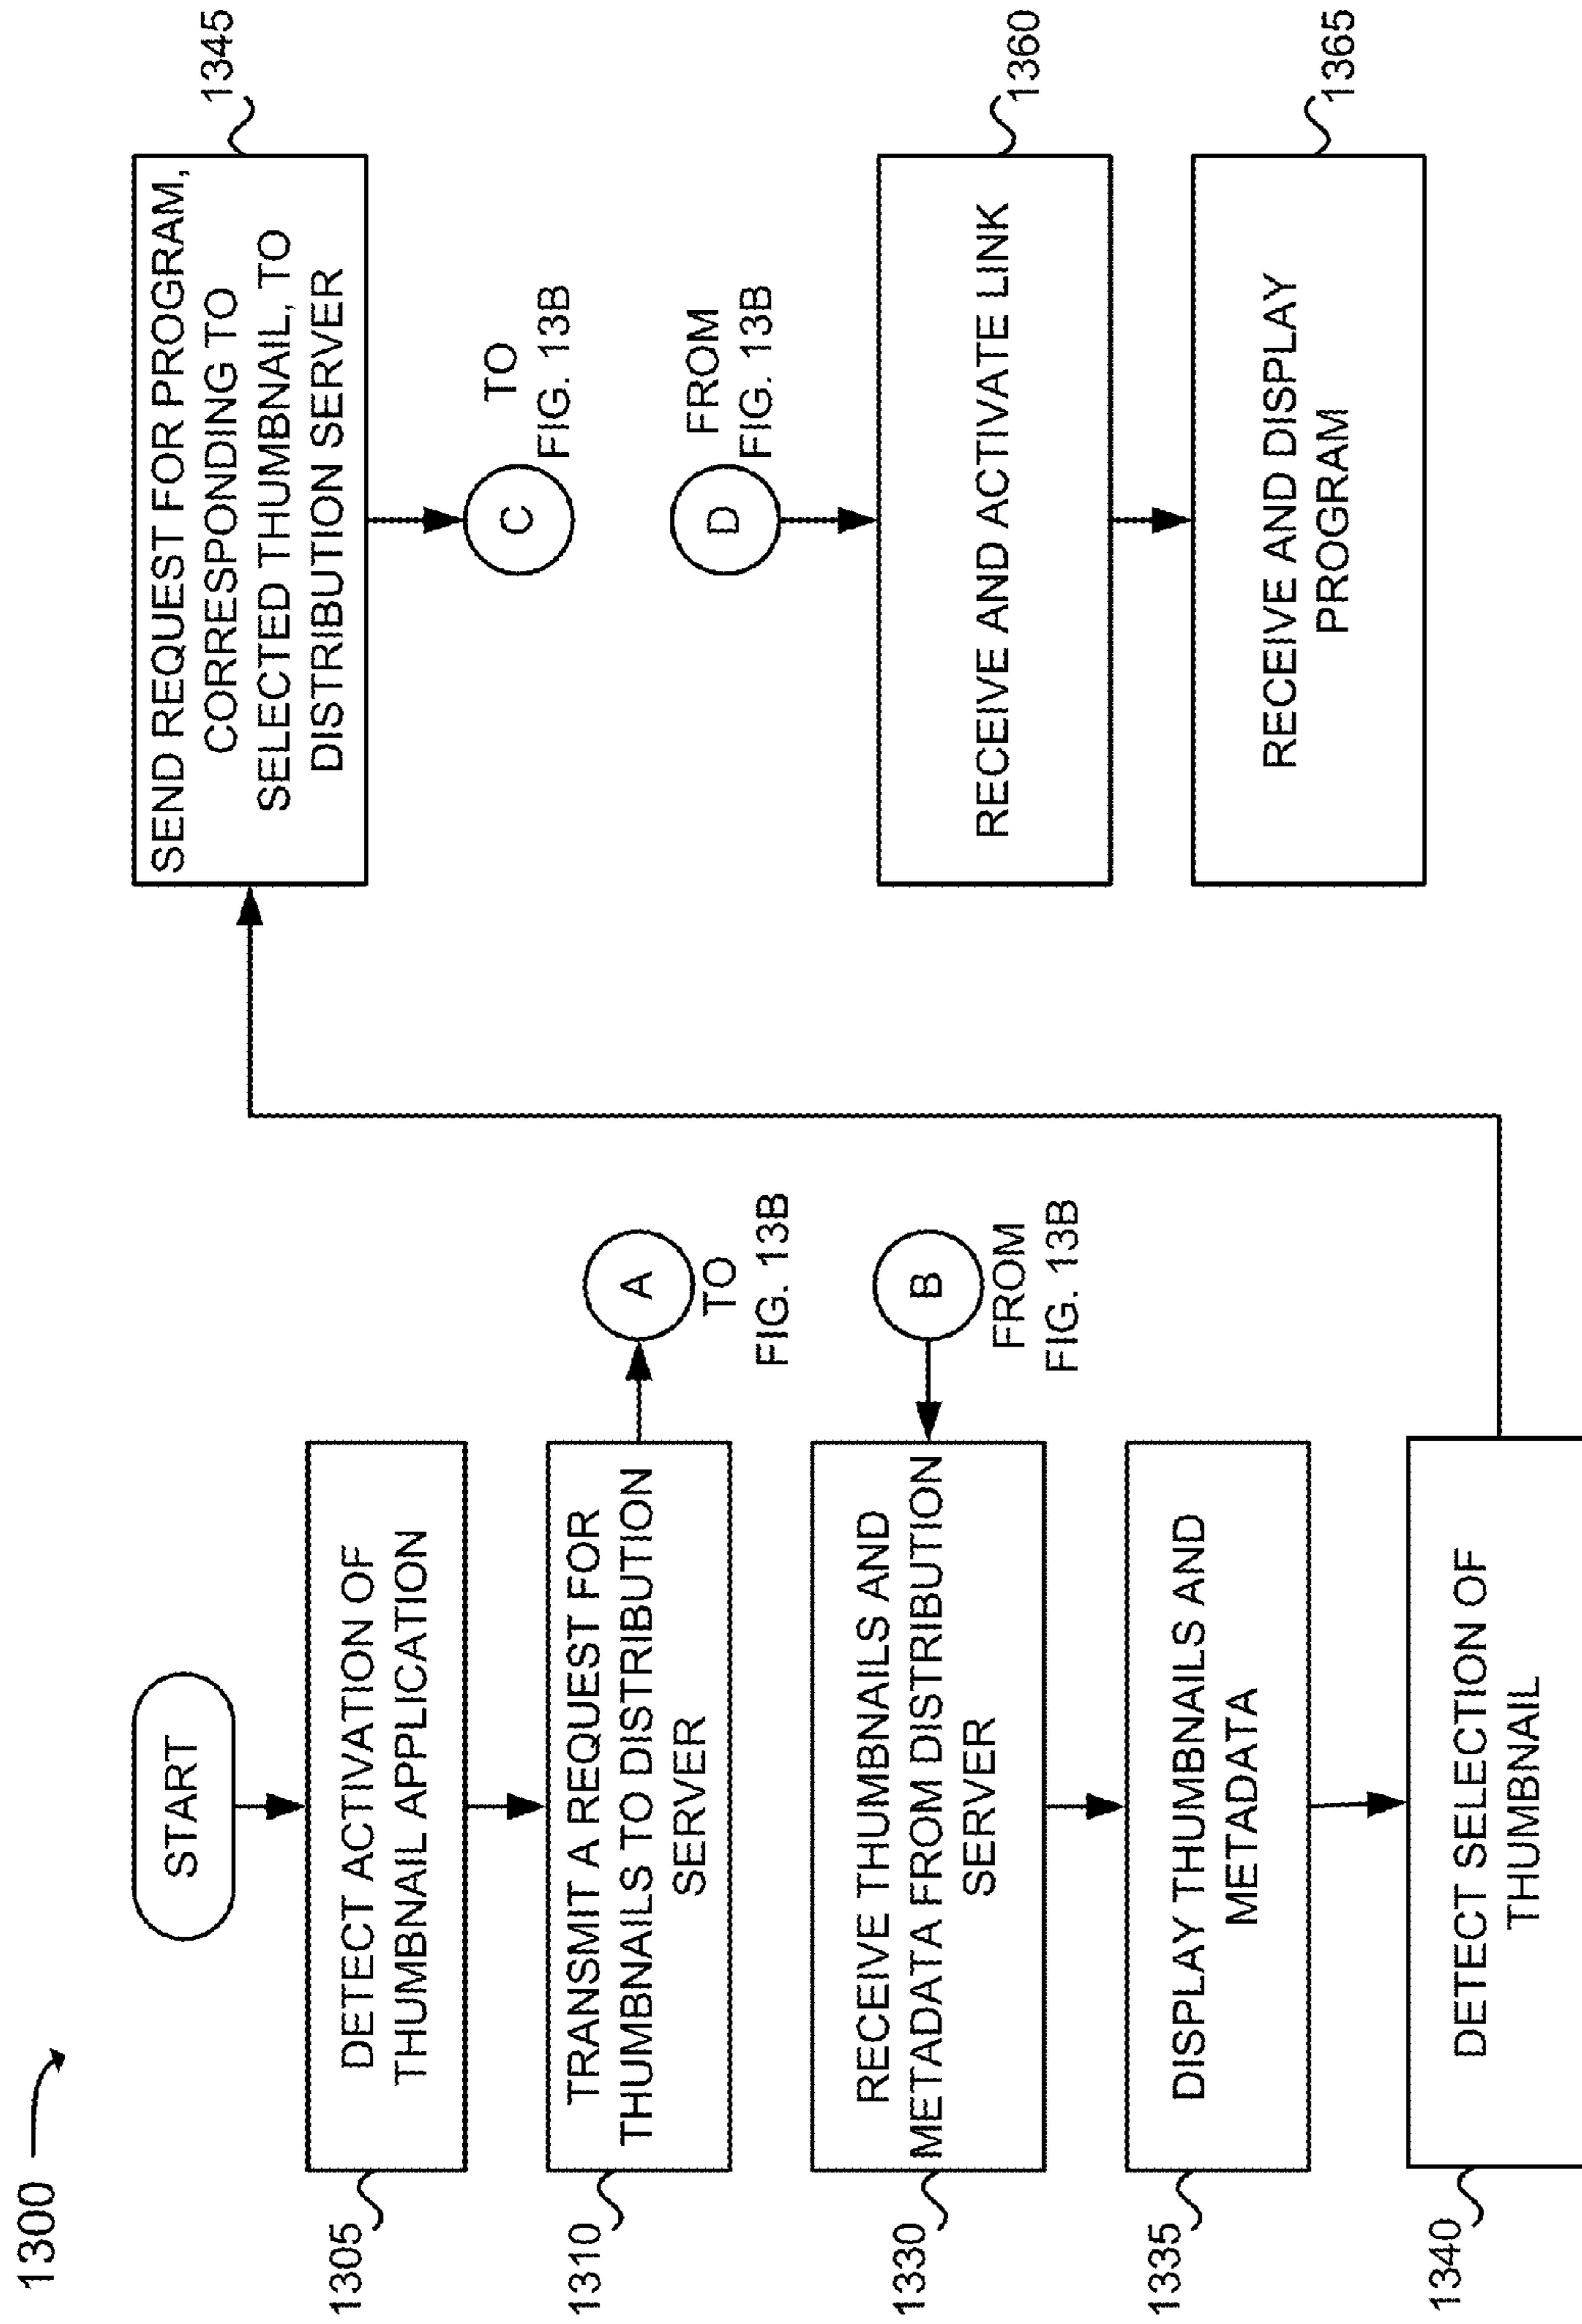 1300
START
DETECT ACTIVATION OF
THUMBNAIL APPLICATION
1305
TRANSMIT A REQUEST FOR
THUMBNAILS TO DISTRIBUTION
SERVER
1310
A
TO
FIG. 13B
RECEIVE THUMBNAILS AND
METADATA FROM DISTRIBUTION
SERVER
1330
B
FROM
FIG. 13B
DISPLAY THUMBNAILS AND
METADATA
1335
DETECT SELECTION OF
THUMBNAIL
1340
SEND REQUEST FOR PROGRAM,
CORRESPONDING TO
SELECTED THUMBNAIL, TO
DISTRIBUTION SERVER
1345
C
TO
FIG. 13B
D
FROM
FIG. 13B
RECEIVE AND ACTIVATE LINK
1360
RECEIVE AND DISPLAY
PROGRAM
1365